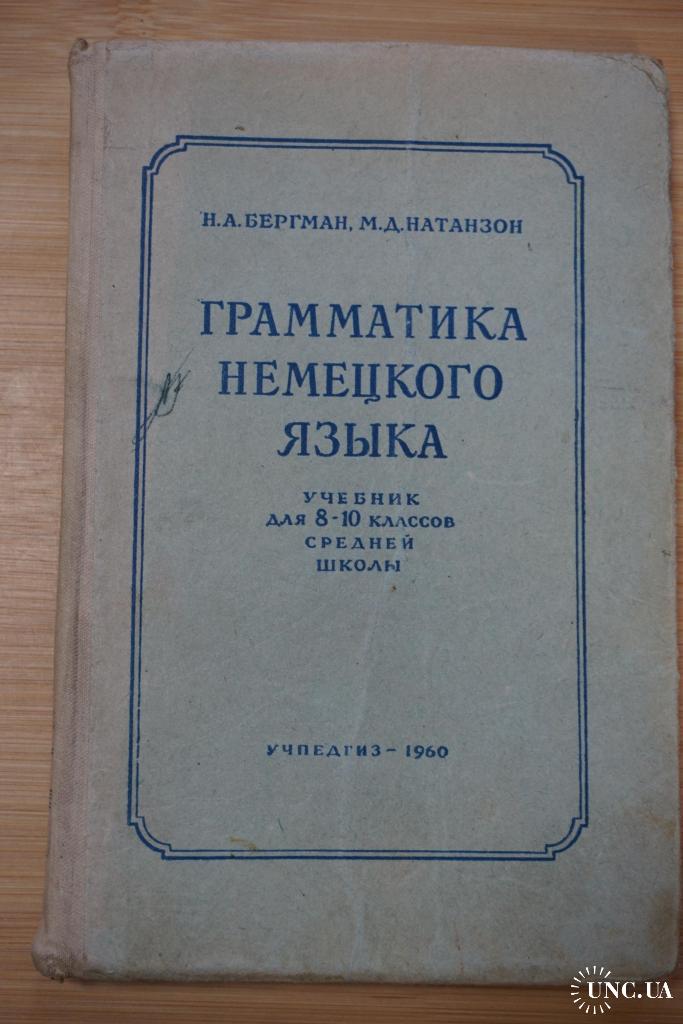 Н.А.БЕРГМАН, М.Д.НАТАНЗОН
ГРАММАТИКА
НЕМЕЦКОГО
ЯЗЫКА
УЧЕБНИК
ДЛЯ 8-10 КЛАССОВ
СРЕДНЕЙ
ШКОЛЫ
УЧПЕДГИЗ-1960
UNC.UA